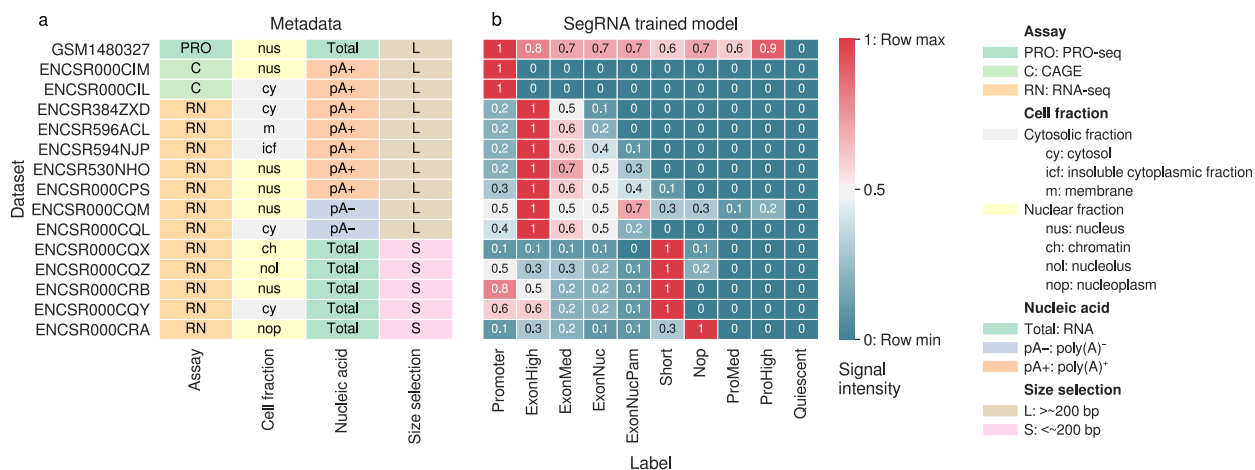 a
Metadata
b
SegRNA trained model
Dataset
GSM1480327 PRO nus Total L 1 0.8 0.7 0.7 0.7 0.6 0.7 0.6 0.9 0
ENCSR000CIM C nus pA+ L 1 0 0 0 0 0 0 0 0 0
ENCSR000CIL C cy pA+ L 1 0 0 0 0 0 0 0 0 0
ENCSR384ZXD RN cy pA+ L 0.2 1 0.5 0.1 0 0 0 0 0 0
ENCSR596ACL RN m pA+ L 0.2 1 0.6 0.2 0 0 0 0 0 0
ENCSR594NJP RN icf pA+ L 0.2 1 0.6 0.4 0.1 0 0 0 0 0
ENCSR530NHO RN nus pA+ L 0.2 1 0.7 0.5 0.3 0 0 0 0 0
ENCSR000CPS RN nus pA+ L 0.3 1 0.6 0.5 0.4 0.1 0 0 0 0
ENCSR000CQM RN nus pA− L 0.5 1 0.5 0.5 0.7 0.3 0.3 0.1 0.2 0
ENCSR000CQL RN cy pA− L 0.4 1 0.6 0.5 0.2 0 0 0 0 0
ENCSR000CQX RN ch Total S 0.1 0.1 0.1 0 0.1 1 0.1 0 0 0
ENCSR000CQZ RN nol Total S 0.5 0.3 0.3 0.2 0.1 1 0.2 0 0 0
ENCSR000CRB RN nus Total S 0.8 0.5 0.2 0.2 0.1 1 0 0 0 0
ENCSR000CQY RN cy Total S 0.6 0.6 0.2 0.2 0.1 1 0 0 0 0
ENCSR000CRA RN nop Total S 0.1 0.3 0.2 0.1 0.1 0.3 1 0 0 0
Assay
Cell fraction
Nucleic acid
Size selection
Promoter
ExonHigh
ExonMed
ExonNuc
ExonNucPam
Short
Nop
ProMed
ProHigh
Quiescent
Label
1: Row max
0.5
0: Row min
Signal
intensity
Assay
PRO: PRO-seq
C: CAGE
RN: RNA-seq
Cell fraction
Cytosolic fraction
cy: cytosol
icf: insoluble cytoplasmic fraction
m: membrane
Nuclear fraction
nus: nucleus
ch: chromatin
nol: nucleolus
nop: nucleoplasm
Nucleic acid
Total: RNA
pA−: poly(A)⁻
pA+: poly(A)⁺
Size selection
L: >~200 bp
S: <~200 bp